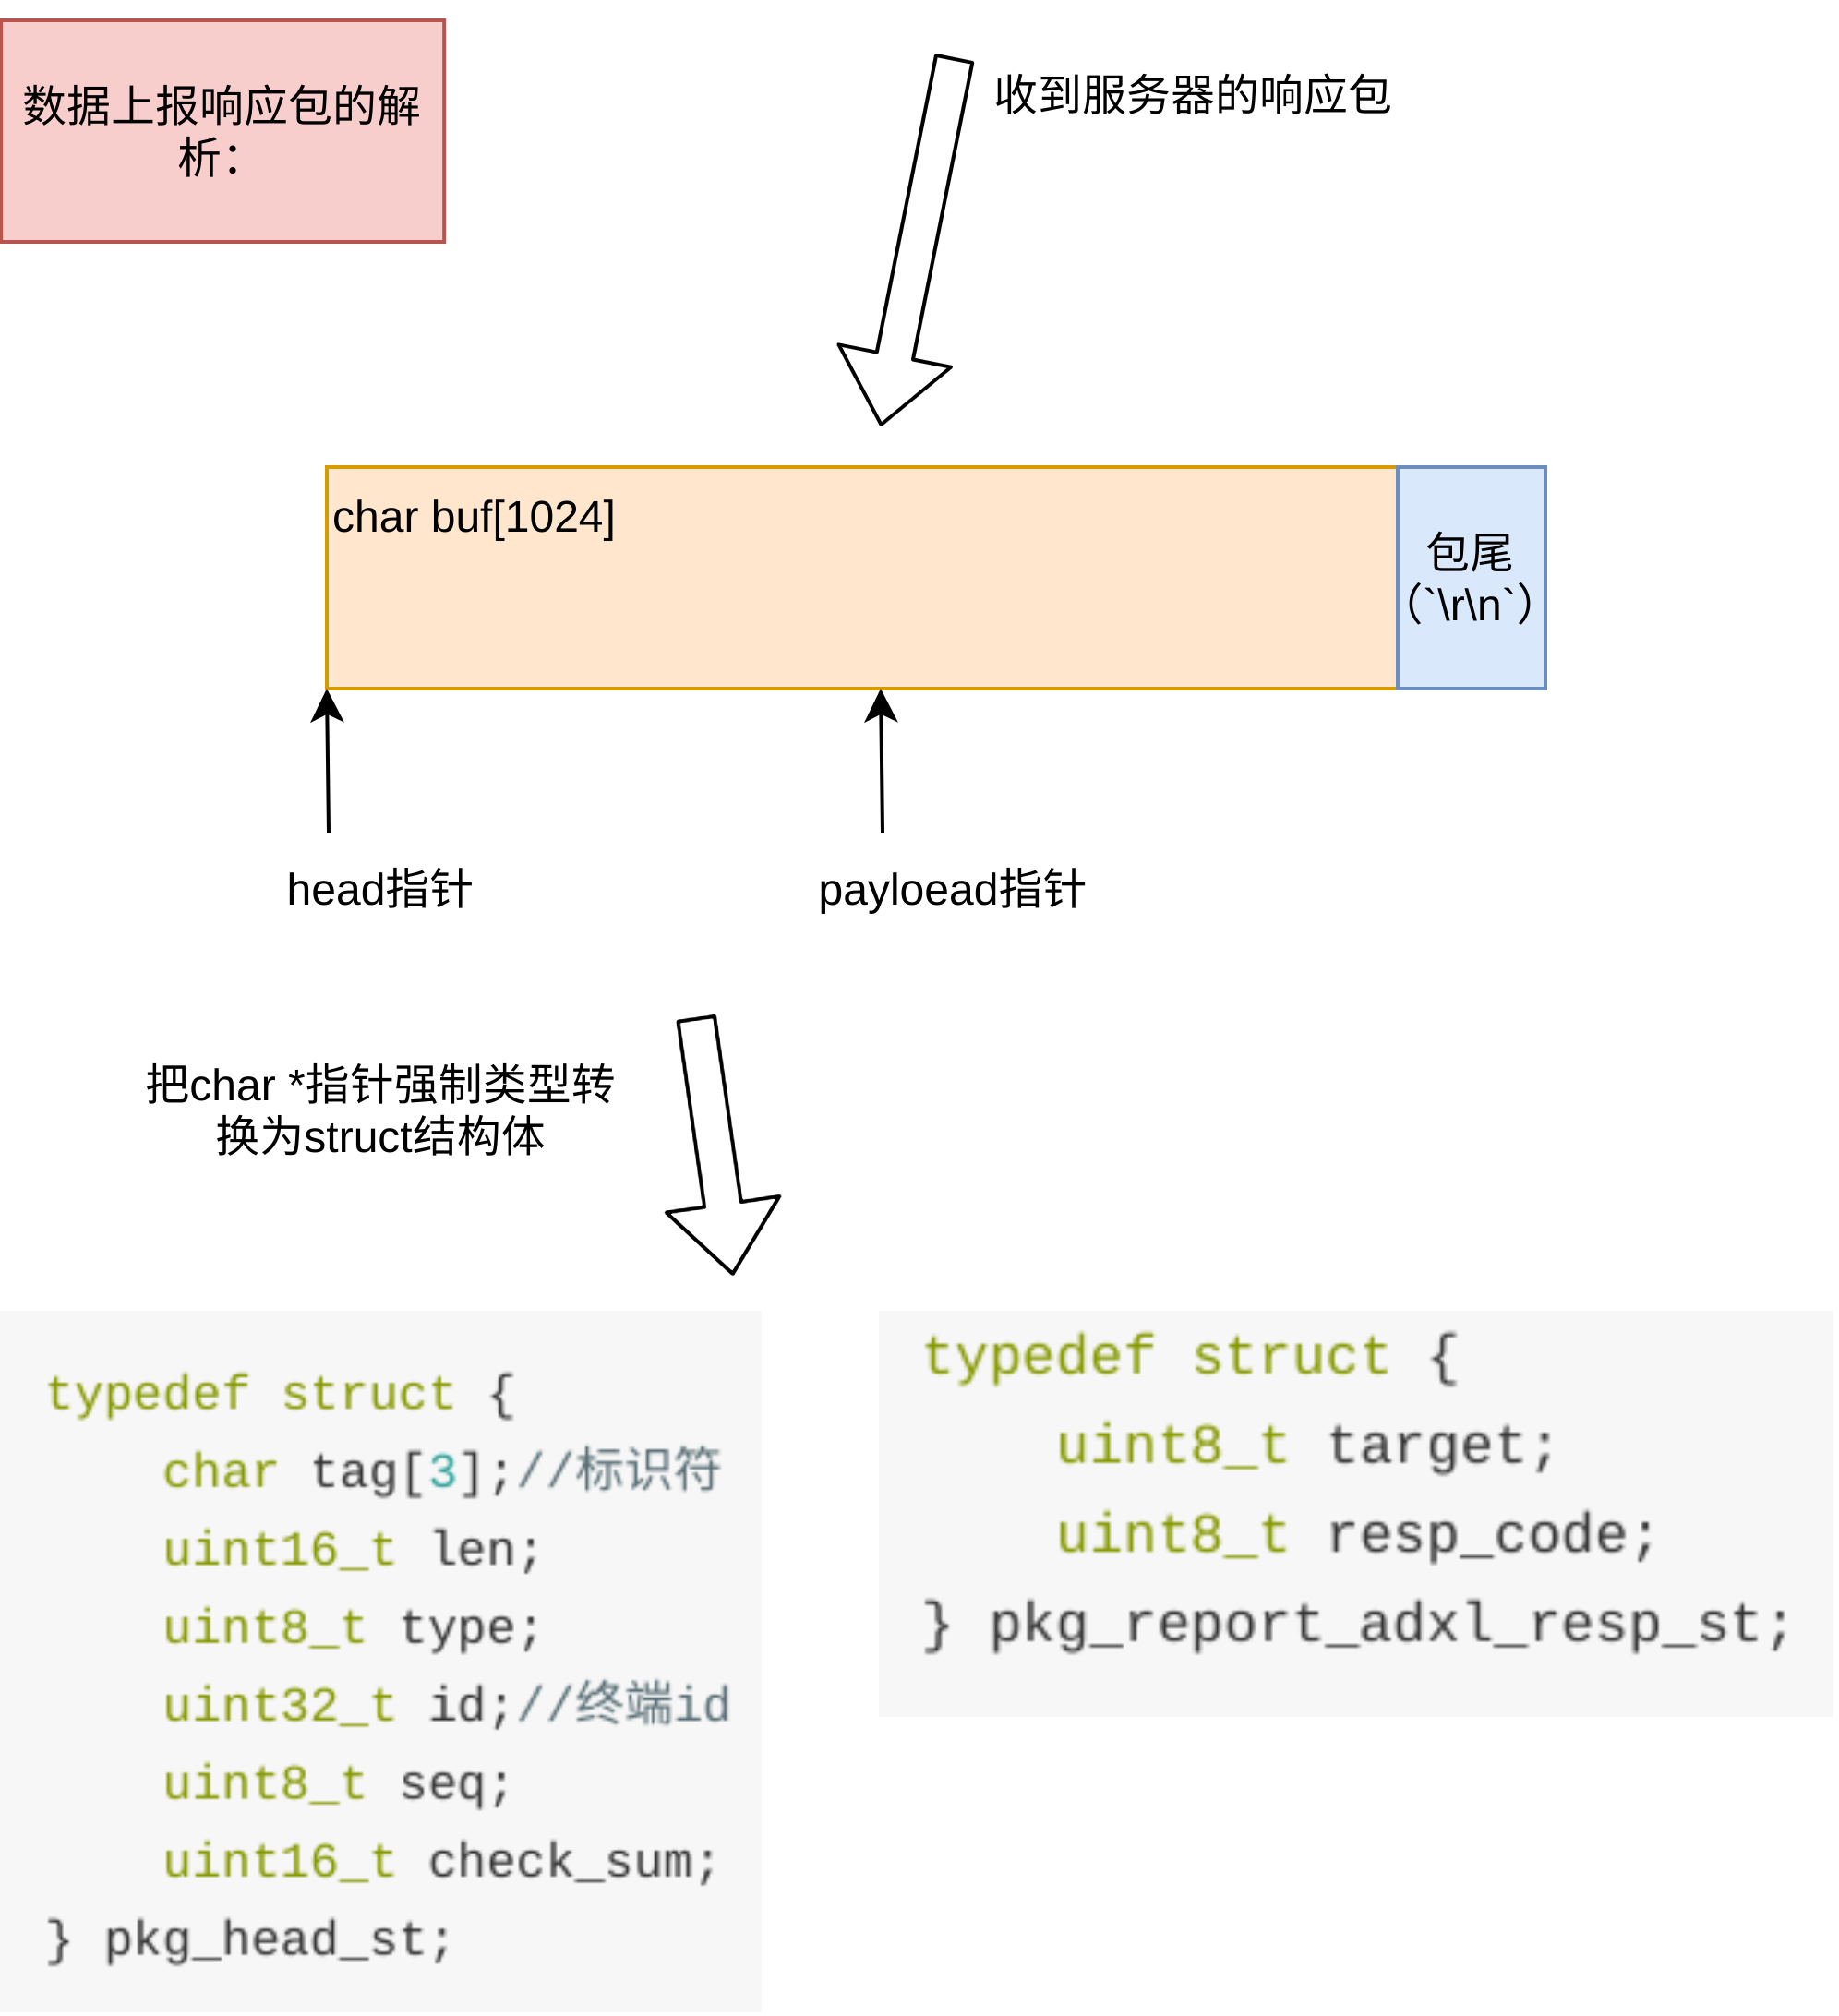 数据上报响应包的解
析：
收到服务器的响应包
char buf[1024]
包尾
（`\r\n`）
head指针
payloead指针
把char *指针强制类型转
换为struct结构体
typedef struct {
    char tag[3];//标识符
    uint16_t len;
    uint8_t type;
    uint32_t id;//终端id
    uint8_t seq;
    uint16_t check_sum;
} pkg_head_st;
typedef struct {
    uint8_t target;
    uint8_t resp_code;
} pkg_report_adxl_resp_st;